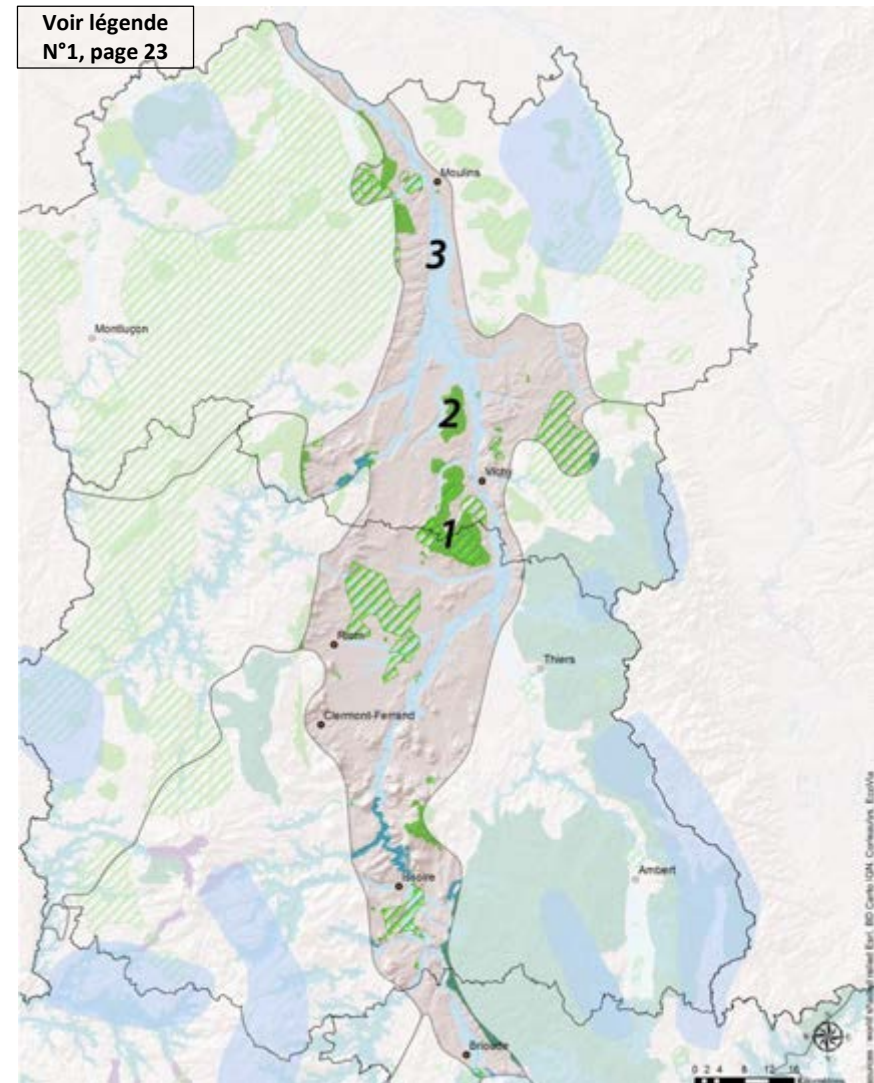 Voir légende
N°1, page 23
Moulins
3
Montluçon
2
Vichy
1
Riom
Thiers
Clermont-Ferrand
Ambert
Issoire
Brioude
0 2 4 8 12 16